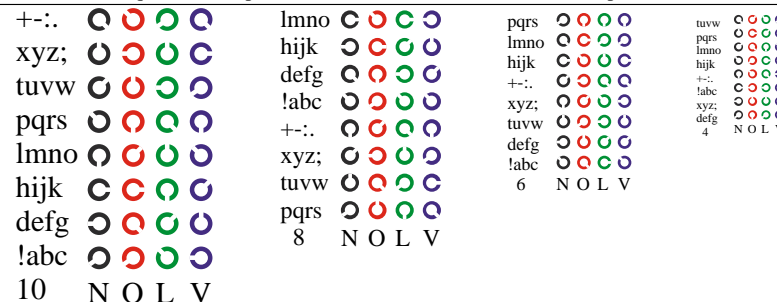 +-:.
xyz;
tuvw
pqrs
lmno
hijk
defg
!abc
10 N O L V
lmno
hijk
defg
!abc
+-:.
xyz;
tuvw
pqrs
8 N O L V
pqrs
lmno
hijk
+-:.
xyz;
tuvw
defg
!abc
6 N O L V
tuvw
pqrs
lmno
hijk
+-:.
!abc
xyz;
defg
4 N O L